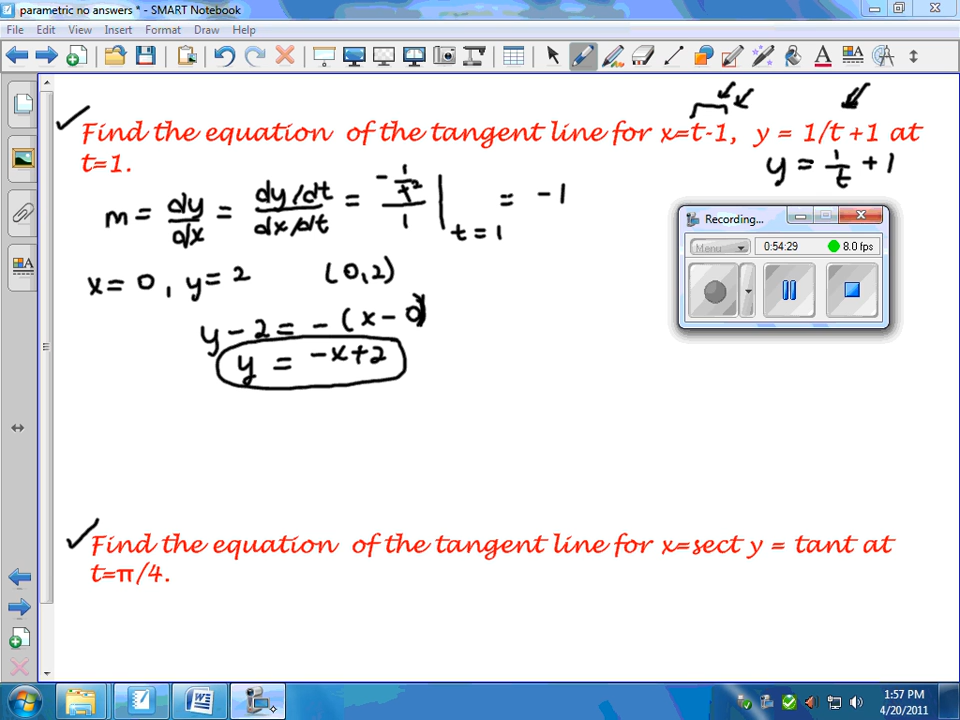 parametric no answers * - SMART Notebook
File Edit View Insert Format Draw Help
Find the equation of the tangent line for x=t-1, y = 1/t +1 at
t=1.
y = 1/t + 1
m = dy/dx = (dy/dt)/(dx/dt) = (-1/t²)/1 | t=1 = -1
x = 0, y = 2 (0,2)
y - 2 = -(x - 0)
y = -x+2
Recording...
Menu
0:54:29
8.0 fps
Find the equation of the tangent line for x=sect y = tant at
t=π/4.
1:57 PM
4/20/2011